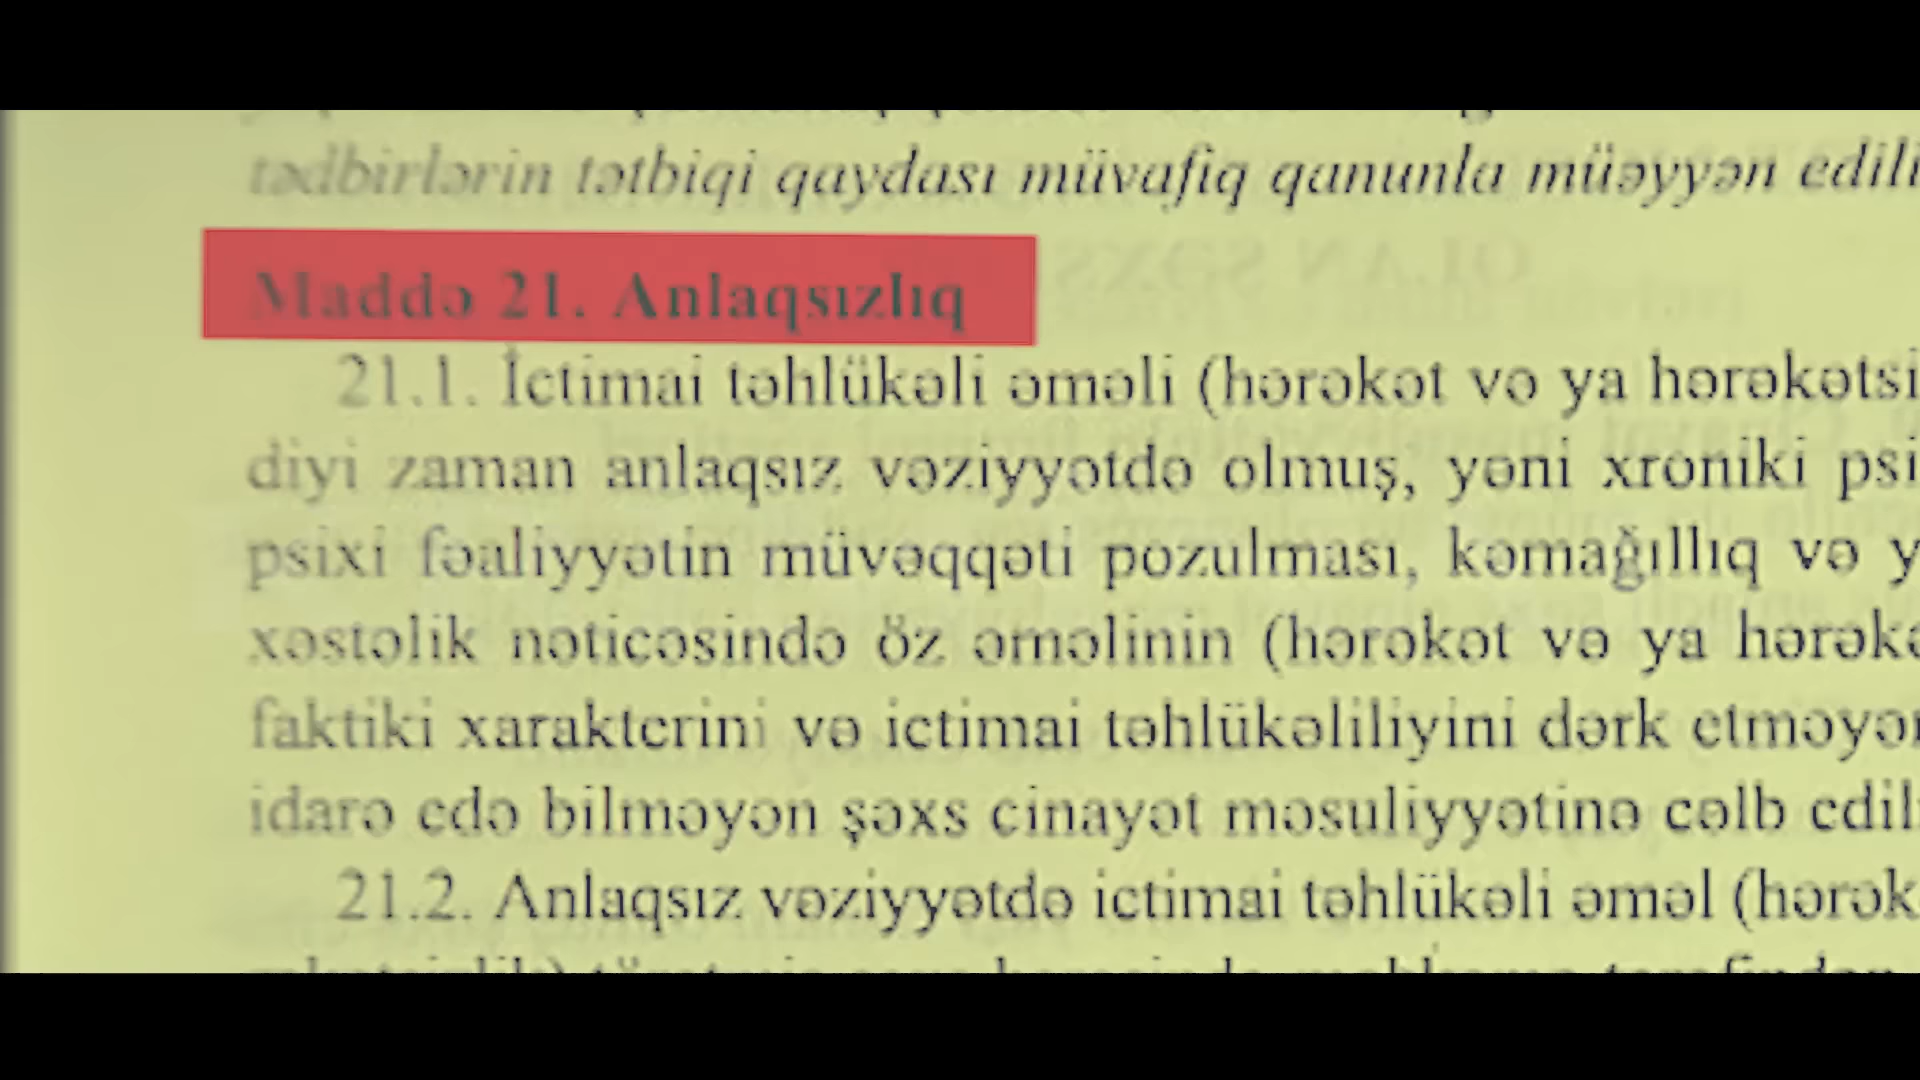 tədbirlərin tətbiqi qaydası müvafiq qanunla müəyyən edili
Maddə 21. Anlaqsızlıq
21.1. İctimai təhlükəli əməli (hərəkət və ya hərəkətsi
diyi zaman anlaqsız vəziyyətdə olmuş, yəni xroniki psi
psixi fəaliyyətin müvəqqəti pozulması, kəmağıllıq və y
xəstəlik nəticəsində öz əməlinin (hərəkət və ya hərəkə
faktiki xarakterini və ictimai təhlükəliliyini dərk etməyən
idarə edə bilməyən şəxs cinayət məsuliyyətinə cəlb edil
21.2. Anlaqsız vəziyyətdə ictimai təhlükəli əməl (hərək